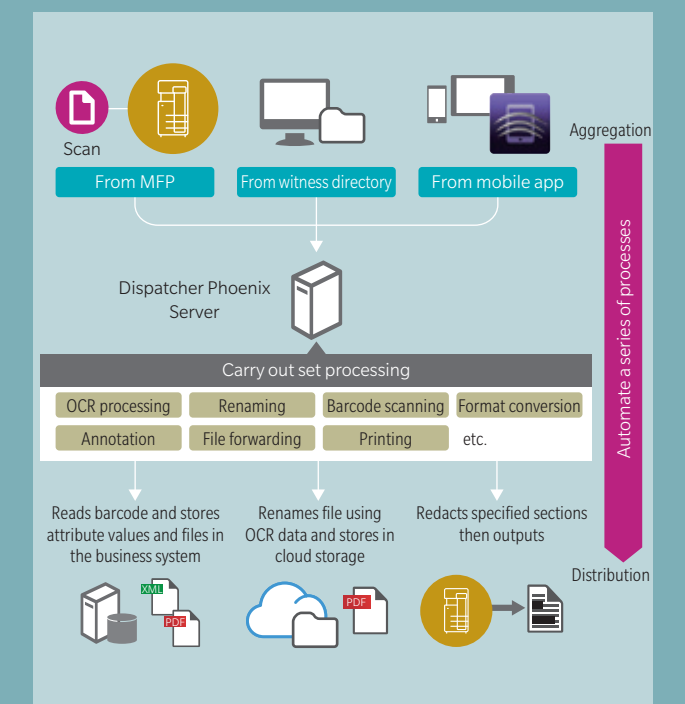 Scan
From MFP
From witness directory
From mobile app
Aggregation
Automate a series of processes
Dispatcher Phoenix
Server
Carry out set processing
OCR processing
Renaming
Barcode scanning
Format conversion
Annotation
File forwarding
Printing
etc.
Reads barcode and stores
attribute values and files in
the business system
Renames file using
OCR data and stores in
cloud storage
Redacts specified sections
then outputs
Distribution
XML
PDF
PDF